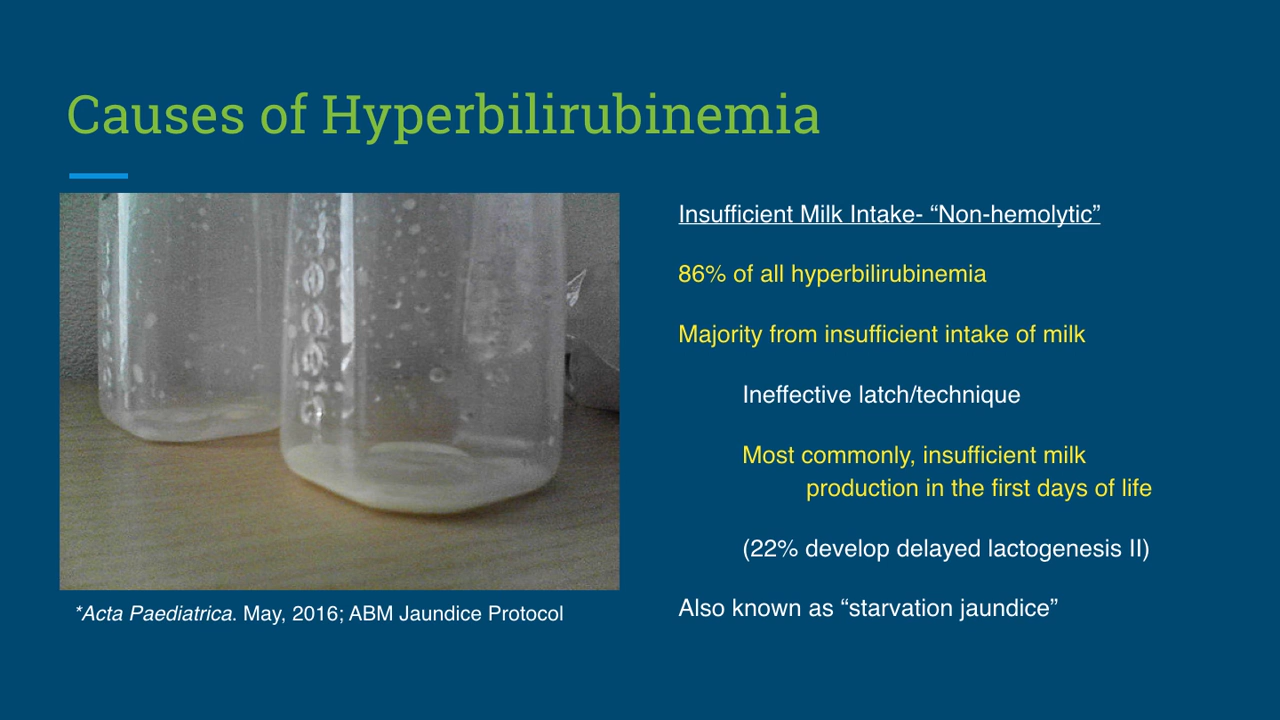 Causes of Hyperbilirubinemia
Insufficient Milk Intake- “Non-hemolytic”
86% of all hyperbilirubinemia
Majority from insufficient intake of milk
Ineffective latch/technique
Most commonly, insufficient milk
production in the first days of life
(22% develop delayed lactogenesis II)
Also known as “starvation jaundice”
*Acta Paediatrica. May, 2016; ABM Jaundice Protocol